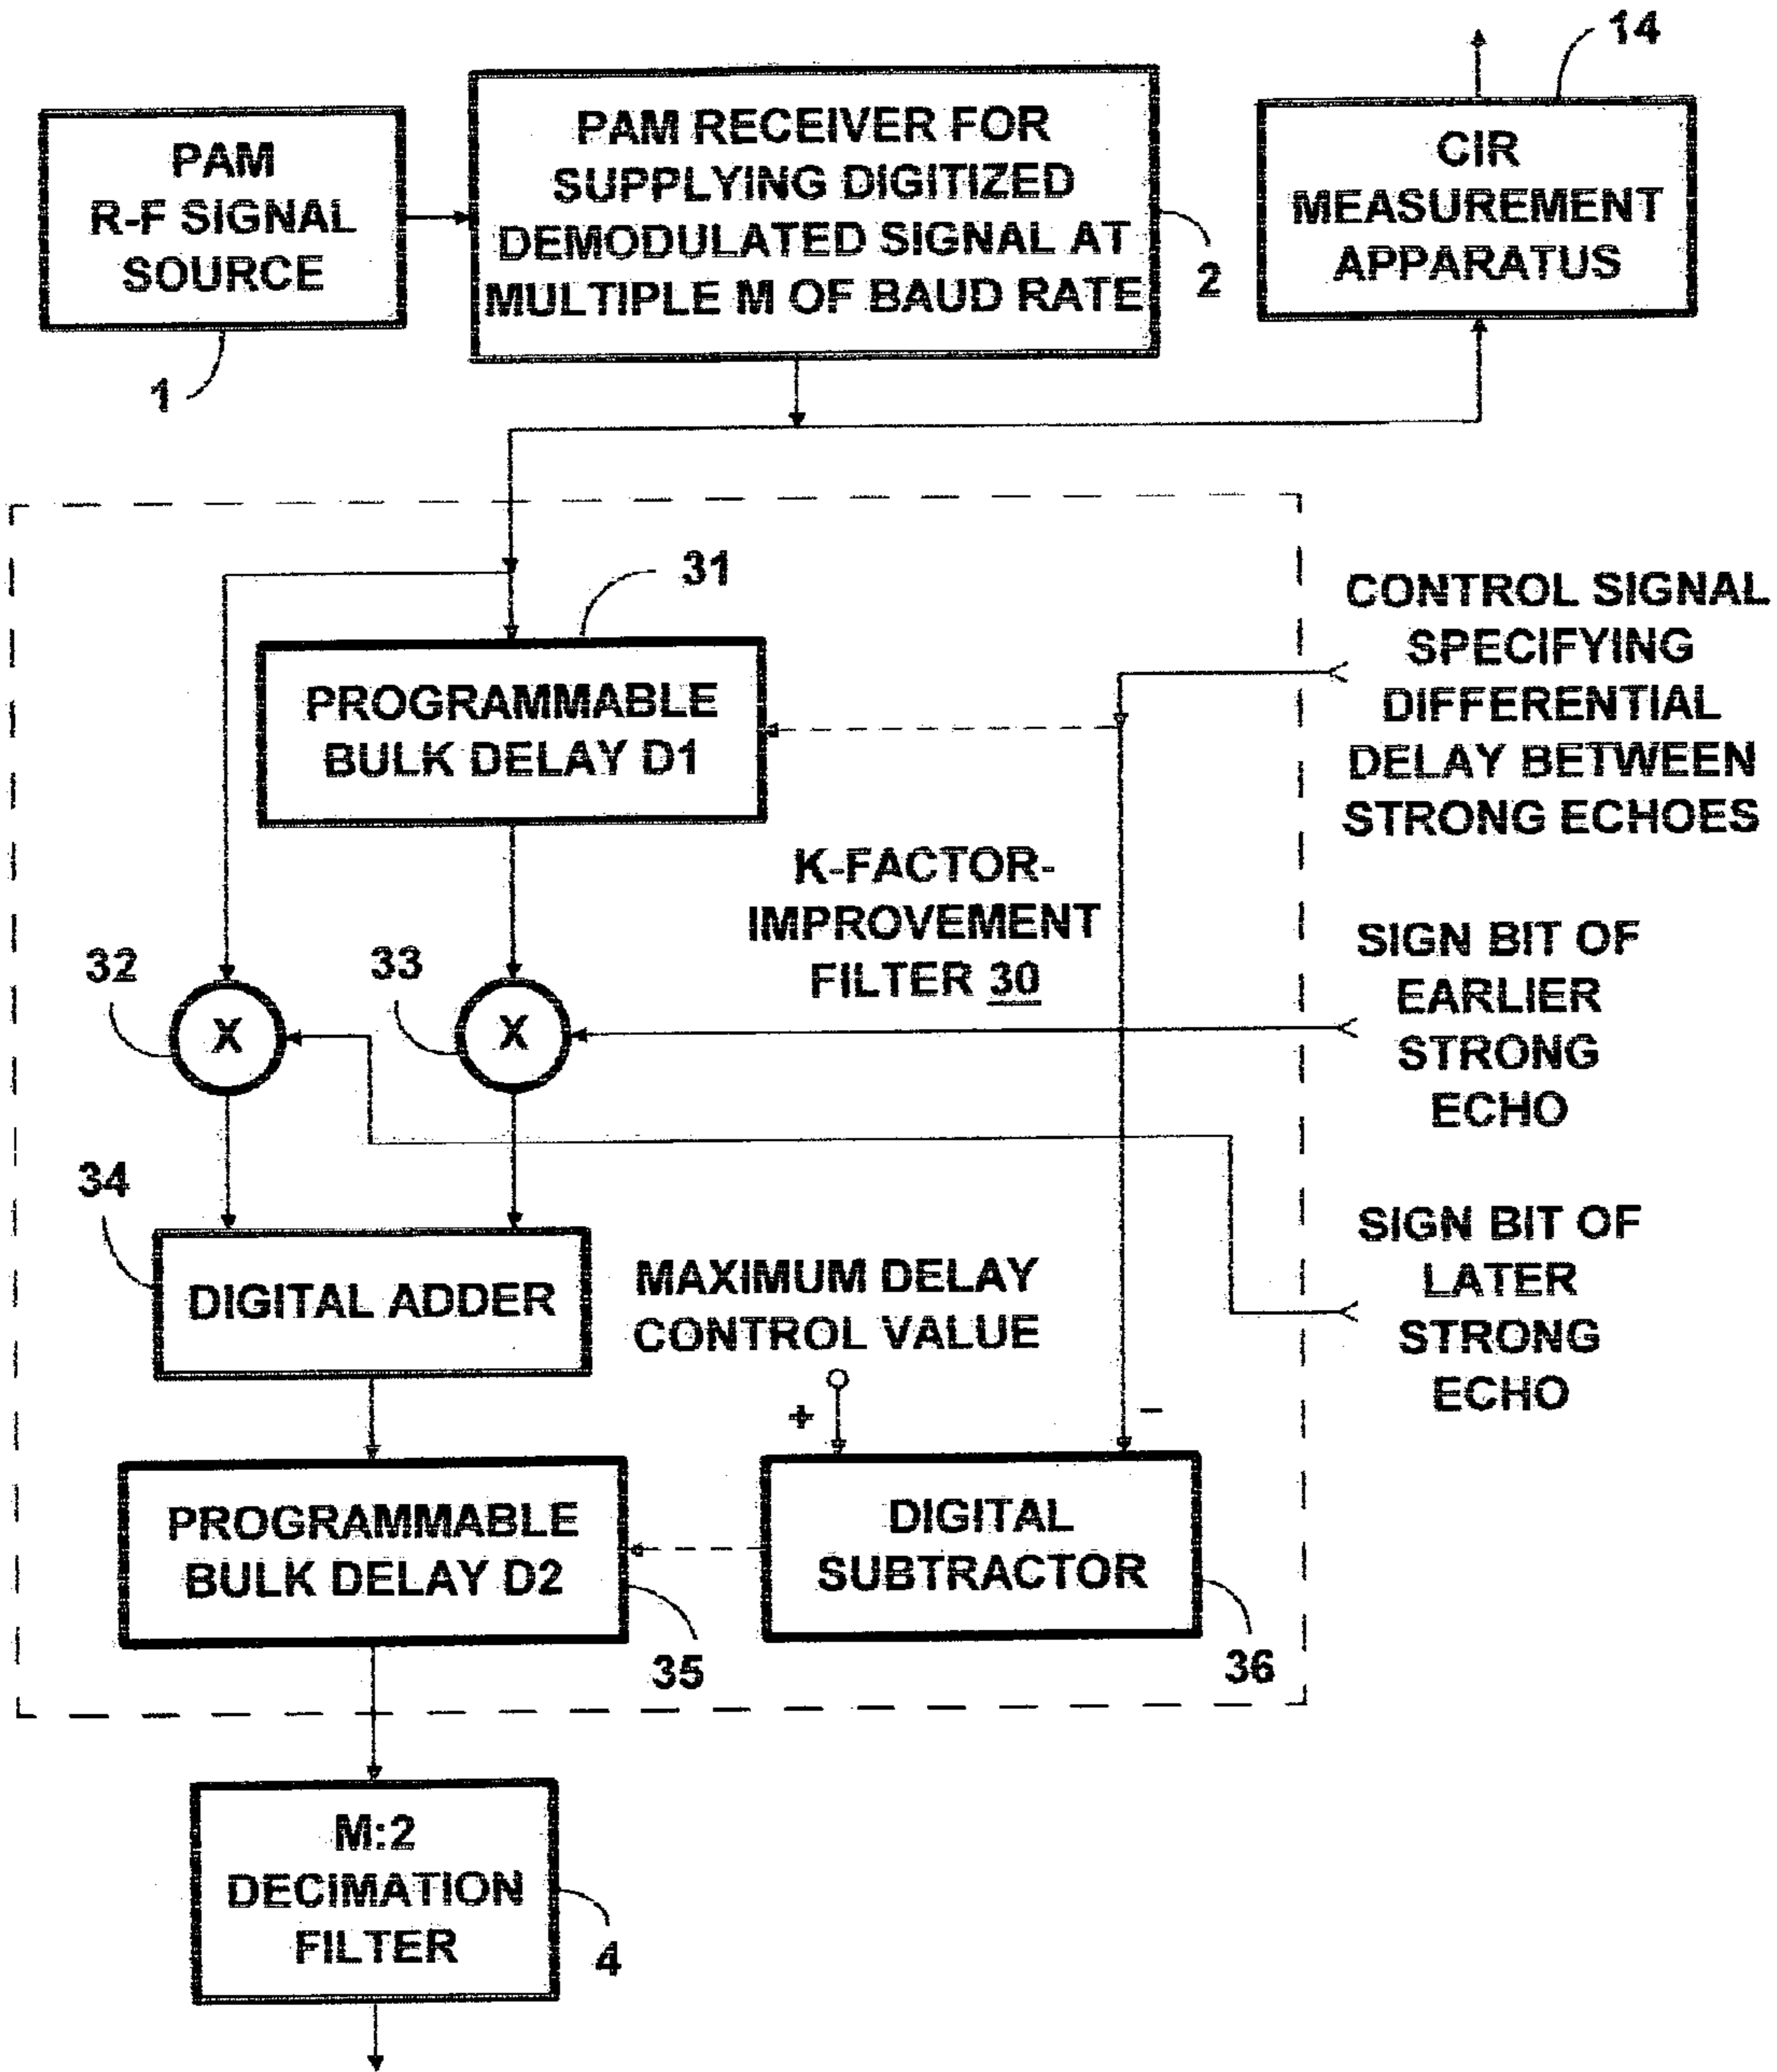 PAM
R-F SIGNAL
SOURCE
1
PAM RECEIVER FOR
SUPPLYING DIGITIZED
DEMODULATED SIGNAL AT
MULTIPLE M OF BAUD RATE
2
14
CIR
MEASUREMENT
APPARATUS
31
PROGRAMMABLE
BULK DELAY D1
CONTROL SIGNAL
SPECIFYING
DIFFERENTIAL
DELAY BETWEEN
STRONG ECHOES
K-FACTOR-
IMPROVEMENT
FILTER 30
32
X
33
X
SIGN BIT OF
EARLIER
STRONG
ECHO
34
DIGITAL ADDER
MAXIMUM DELAY
CONTROL VALUE
+
-
SIGN BIT OF
LATER
STRONG
ECHO
PROGRAMMABLE
BULK DELAY D2
35
DIGITAL
SUBTRACTOR
36
M:2
DECIMATION
FILTER
4